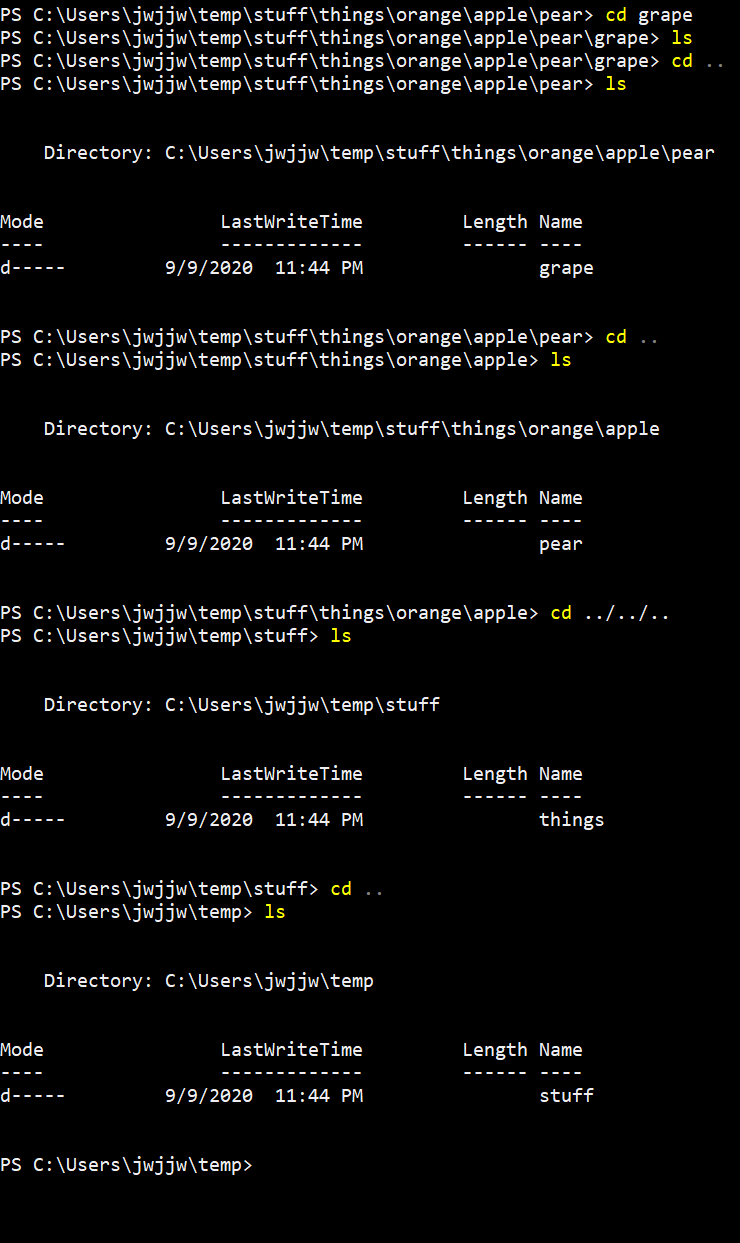 PS C:\Users\jwjjw\temp\stuff\things\orange\apple\pear> cd grape
PS C:\Users\jwjjw\temp\stuff\things\orange\apple\pear\grape> ls
PS C:\Users\jwjjw\temp\stuff\things\orange\apple\pear\grape> cd ..
PS C:\Users\jwjjw\temp\stuff\things\orange\apple\pear> ls
    Directory: C:\Users\jwjjw\temp\stuff\things\orange\apple\pear
Mode                LastWriteTime         Length Name
----                -------------         ------ ----
d-----         9/9/2020  11:44 PM                grape
PS C:\Users\jwjjw\temp\stuff\things\orange\apple\pear> cd ..
PS C:\Users\jwjjw\temp\stuff\things\orange\apple> ls
    Directory: C:\Users\jwjjw\temp\stuff\things\orange\apple
Mode                LastWriteTime         Length Name
----                -------------         ------ ----
d-----         9/9/2020  11:44 PM                pear
PS C:\Users\jwjjw\temp\stuff\things\orange\apple> cd ../../..
PS C:\Users\jwjjw\temp\stuff> ls
    Directory: C:\Users\jwjjw\temp\stuff
Mode                LastWriteTime         Length Name
----                -------------         ------ ----
d-----         9/9/2020  11:44 PM                things
PS C:\Users\jwjjw\temp\stuff> cd ..
PS C:\Users\jwjjw\temp> ls
    Directory: C:\Users\jwjjw\temp
Mode                LastWriteTime         Length Name
----                -------------         ------ ----
d-----         9/9/2020  11:44 PM                stuff
PS C:\Users\jwjjw\temp>